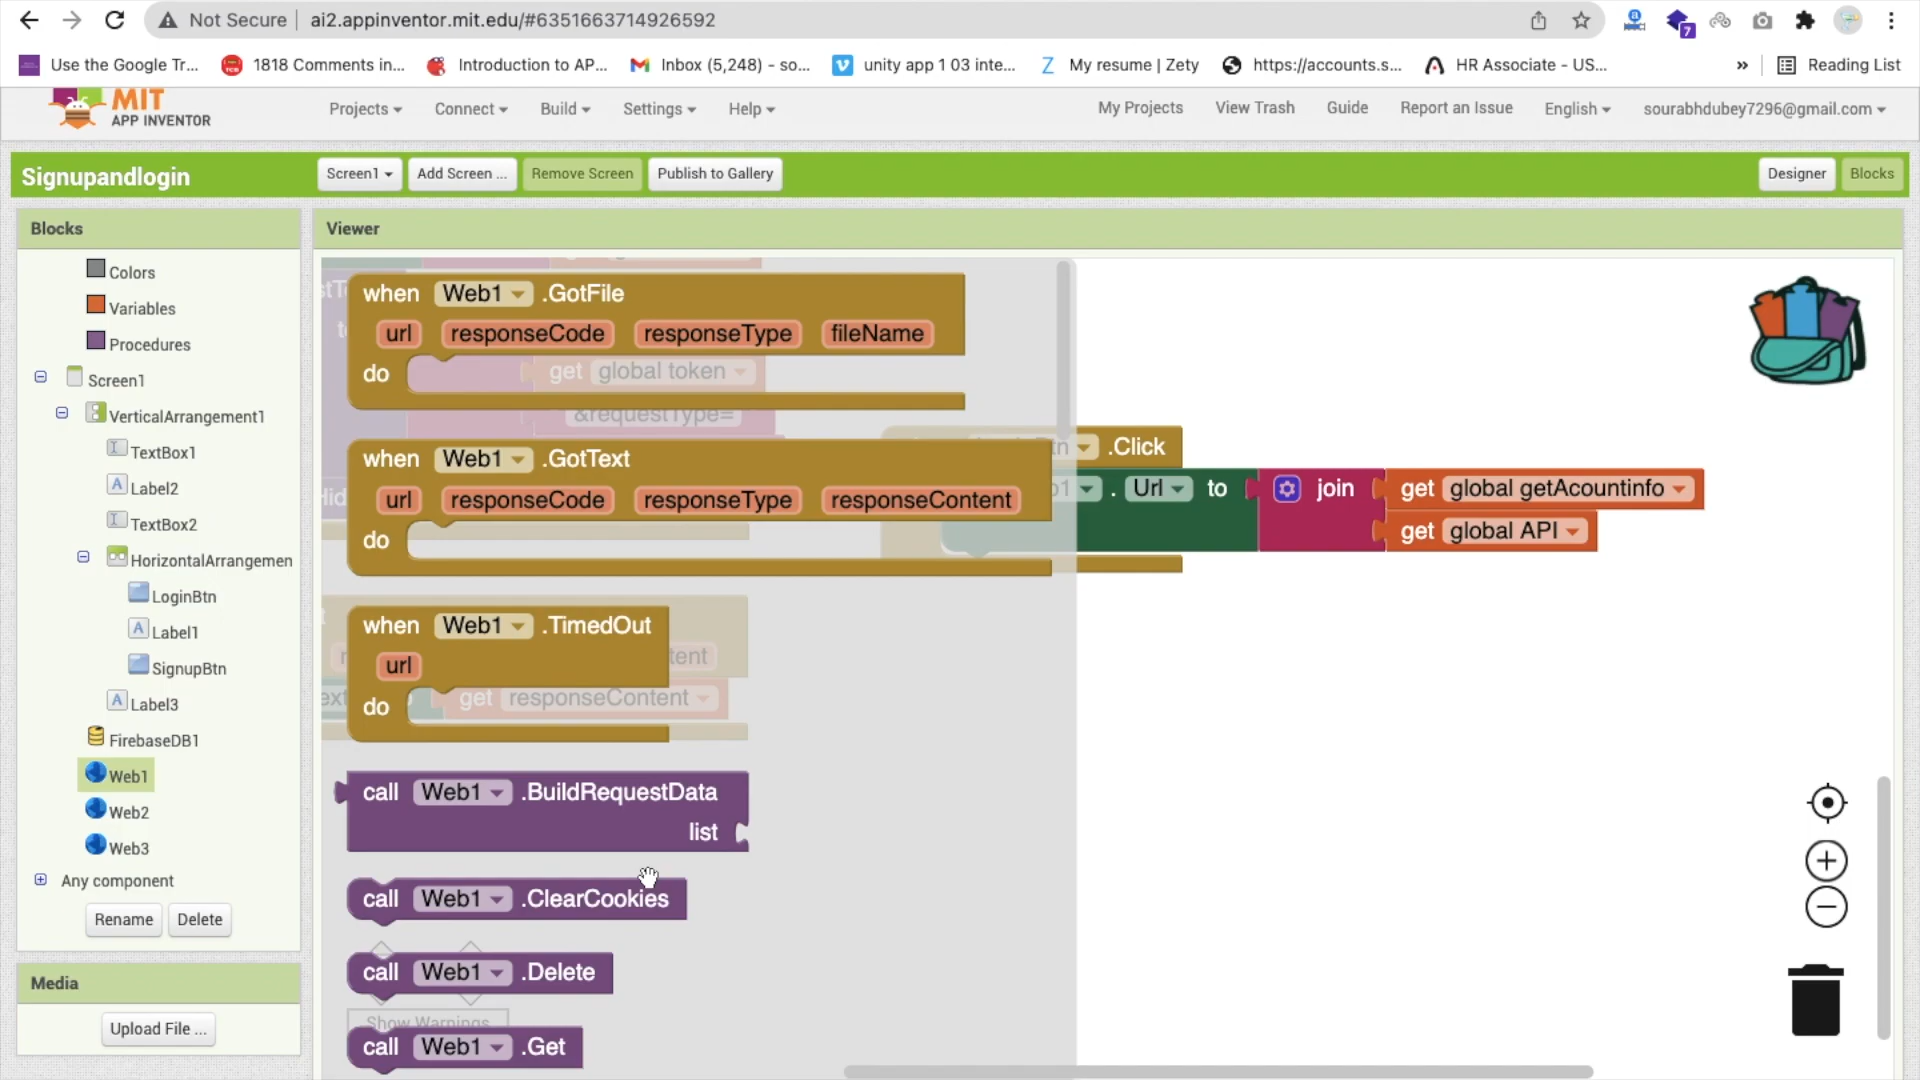 Not Secure | ai2.appinventor.mit.edu/#6351663714926592
7
Use the Google Tr...
1818 Comments in...
Introduction to AP...
Inbox (5,248) - so...
unity app 1 03 inte...
My resume | Zety
https://accounts.s...
HR Associate - US...
»
Reading List
MIT
APP INVENTOR
Projects
Connect
Build
Settings
Help
My Projects
View Trash
Guide
Report an Issue
English
sourabhdubey7296@gmail.com
Signupandlogin
Screen1
Add Screen ...
Remove Screen
Publish to Gallery
Designer
Blocks
Blocks
Colors
Variables
Procedures
Screen1
VerticalArrangement1
TextBox1
Label2
TextBox2
HorizontalArrangemen
LoginBtn
Label1
SignupBtn
Label3
FirebaseDB1
Web1
Web2
Web3
Any component
Rename
Delete
Media
Upload File ...
Viewer
when Web1 .GotFile
url responseCode responseType fileName
do
get global token
&requestType=
when Web1 .GotText
url responseCode responseType responseContent
do
.Click
. Url to join get global getAcountinfo
get global API
when Web1 .TimedOut
url
do
get responseContent
call Web1 .BuildRequestData
list
call Web1 .ClearCookies
call Web1 .Delete
Show Warnings
call Web1 .Get